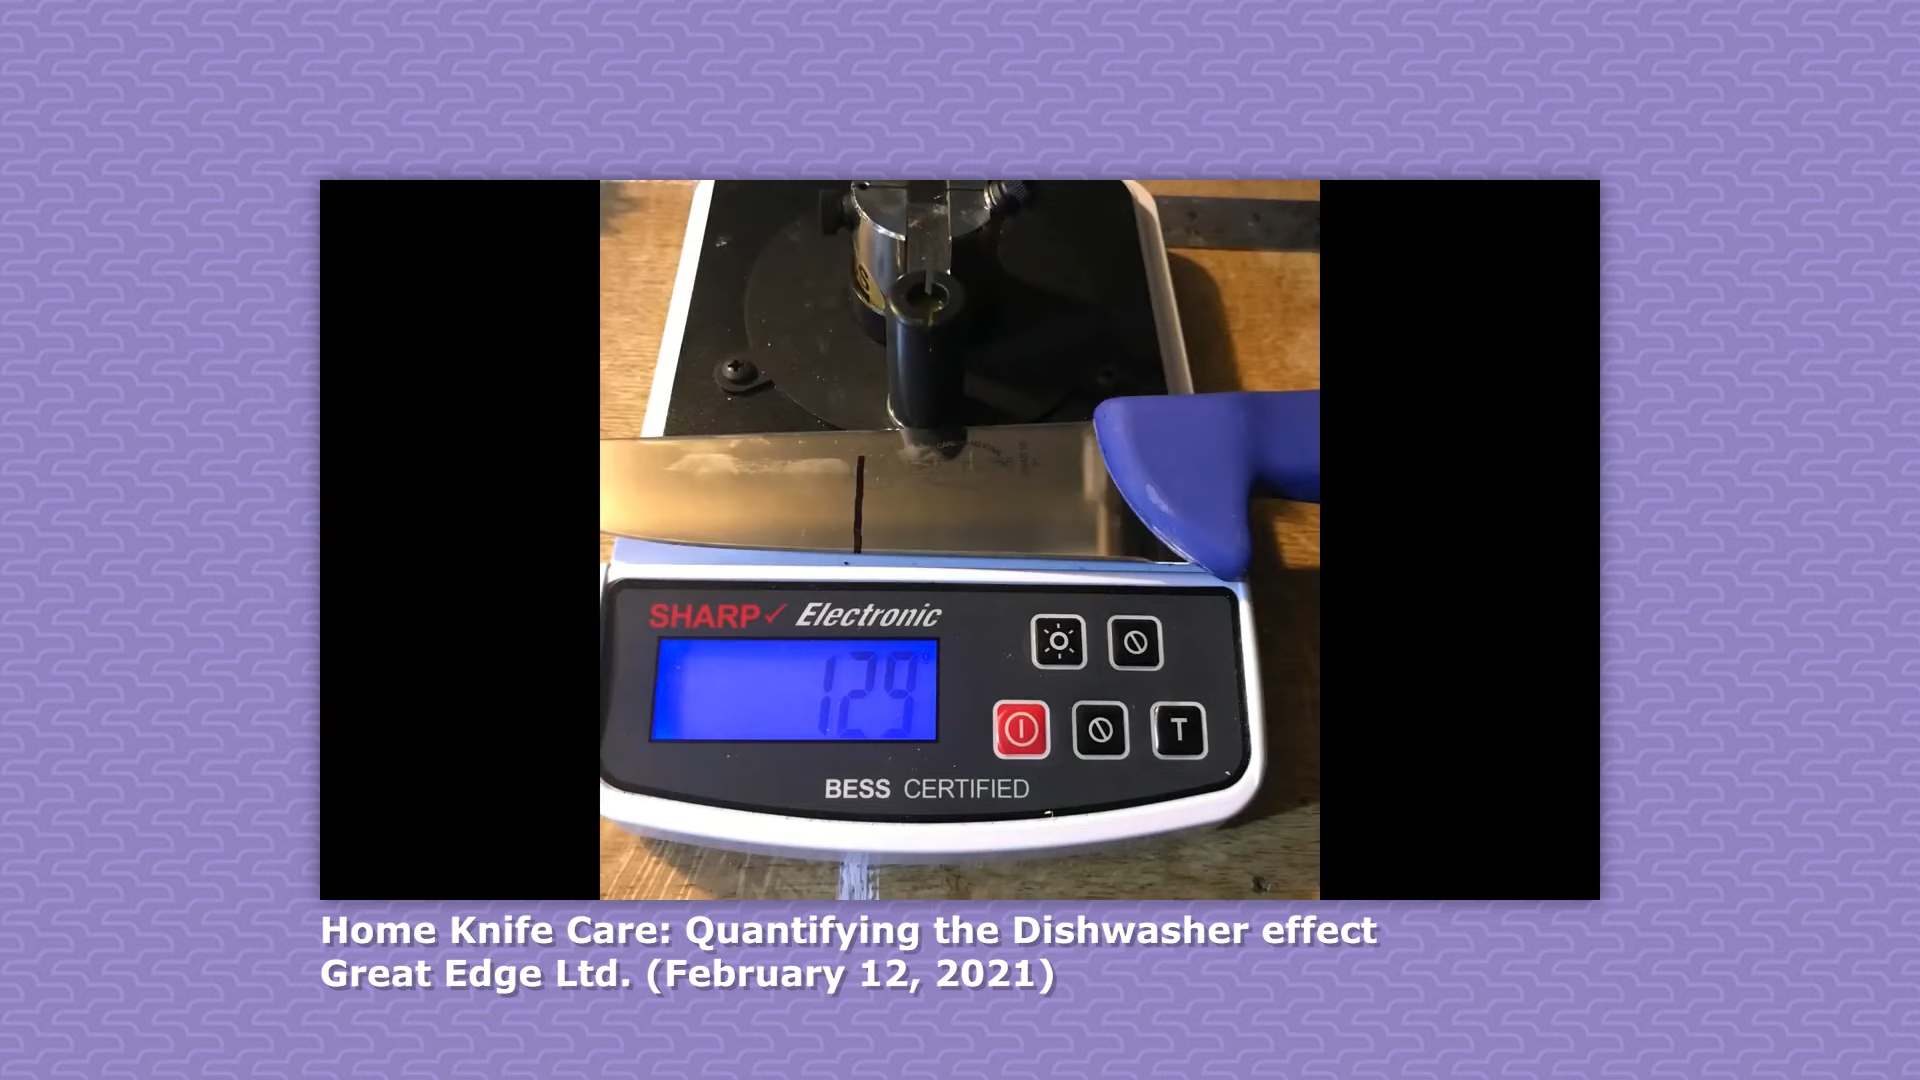 SHARP✓ Electronic
129 g
T
BESS CERTIFIED
Home Knife Care: Quantifying the Dishwasher effect
Great Edge Ltd. (February 12, 2021)